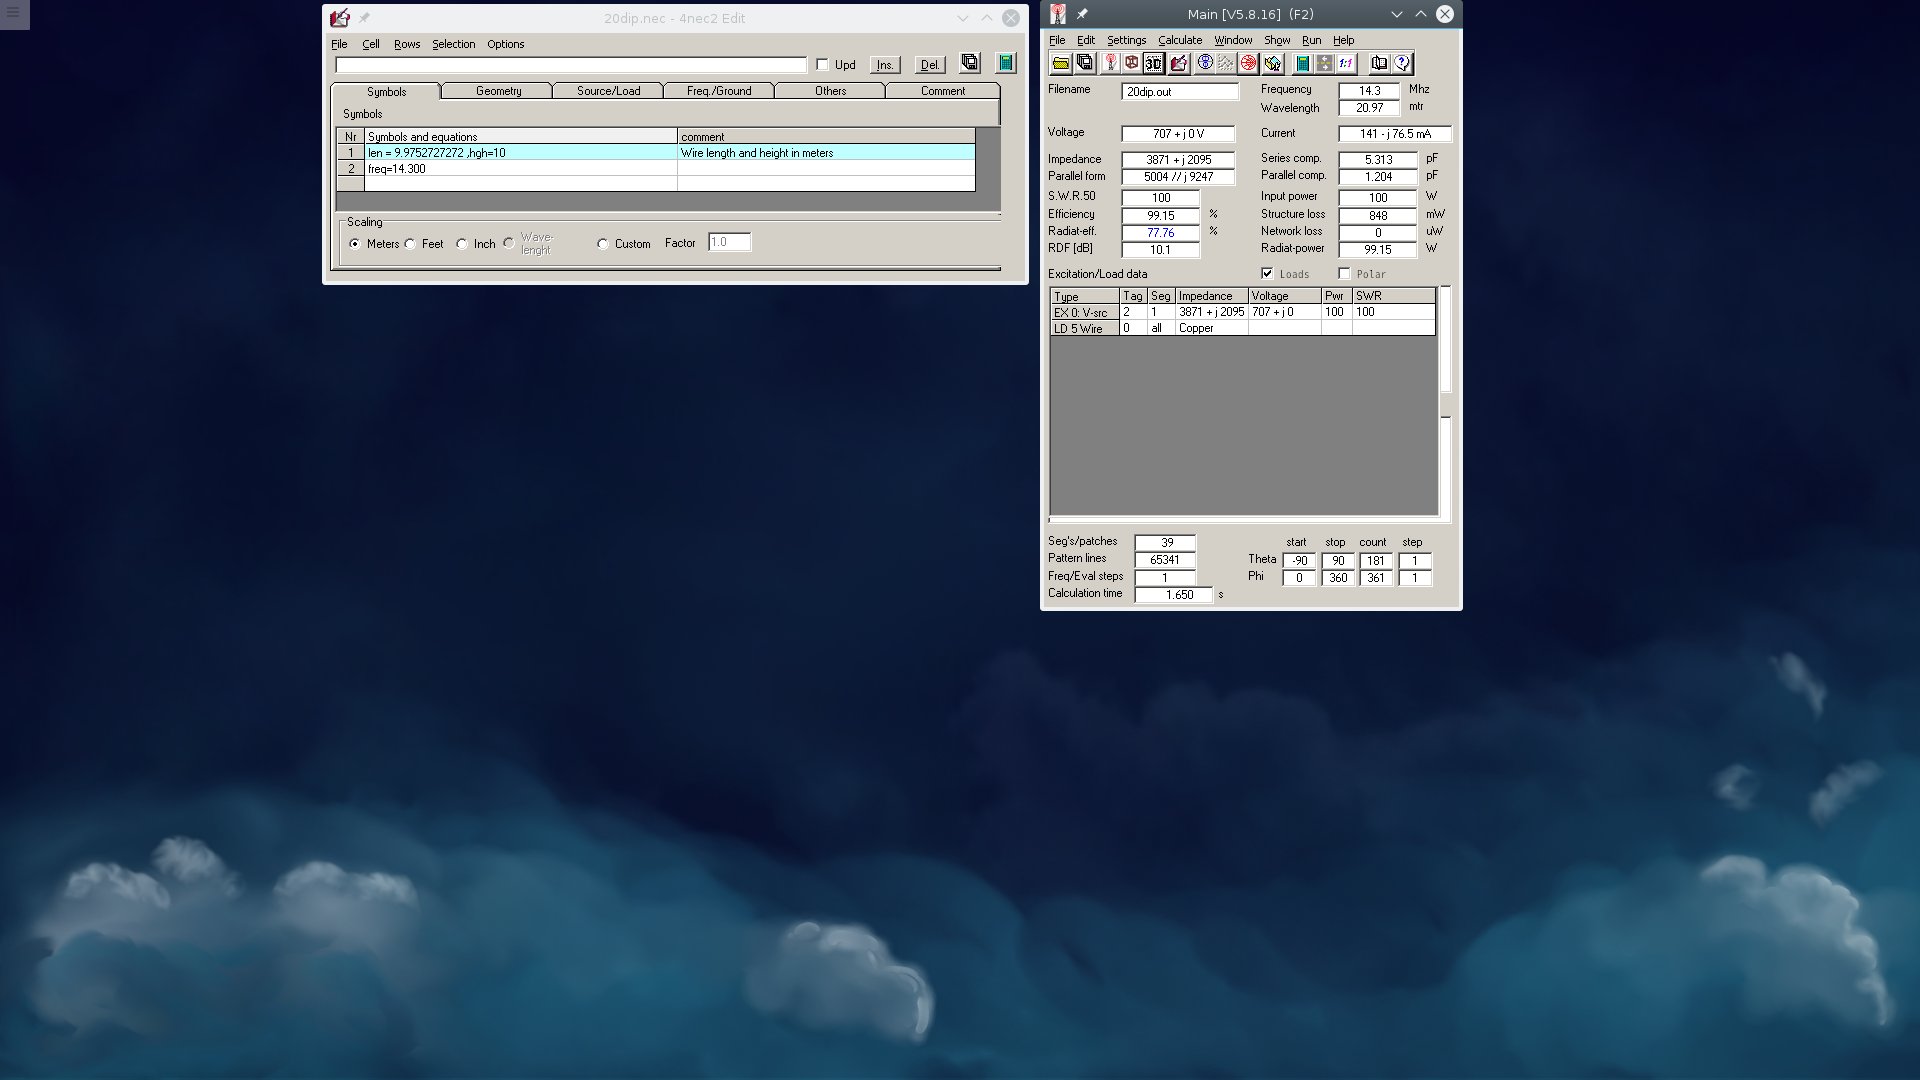 20dip.nec - 4nec2 Edit
File Cell Rows Selection Options
Upd Ins. Del.
Symbols Geometry Source/Load Freq./Ground Others Comment
Symbols
Nr Symbols and equations comment
1 len = 9.9752727272 ,hgh=10 Wire length and height in meters
2 freq=14.300
Scaling
Meters Feet Inch Wave-lenght Custom Factor 1.0
Main [V5.8.16] (F2)
File Edit Settings Calculate Window Show Run Help
3D 1:1
Filename 20dip.out Frequency 14.3 Mhz
Wavelength 20.97 mtr
Voltage 707 + j 0 V Current 141 - j 76.5 mA
Impedance 3871 + j 2095 Series comp. 5.313 pF
Parallel form 5004 // j 9247 Parallel comp. 1.204 pF
S.W.R.50 100 Input power 100 W
Efficiency 99.15 % Structure loss 848 mW
Radiat-eff. 77.76 % Network loss 0 uW
RDF [dB] 10.1 Radiat-power 99.15 W
Excitation/Load data Loads Polar
Type Tag Seg Impedance Voltage Pwr SWR
EX 0: V-src 2 1 3871 + j 2095 707 + j 0 100 100
LD 5 Wire 0 all Copper
Seg's/patches 39 start stop count step
Pattern lines 65341 Theta -90 90 181 1
Freq/Eval steps 1 Phi 0 360 361 1
Calculation time 1.650 s